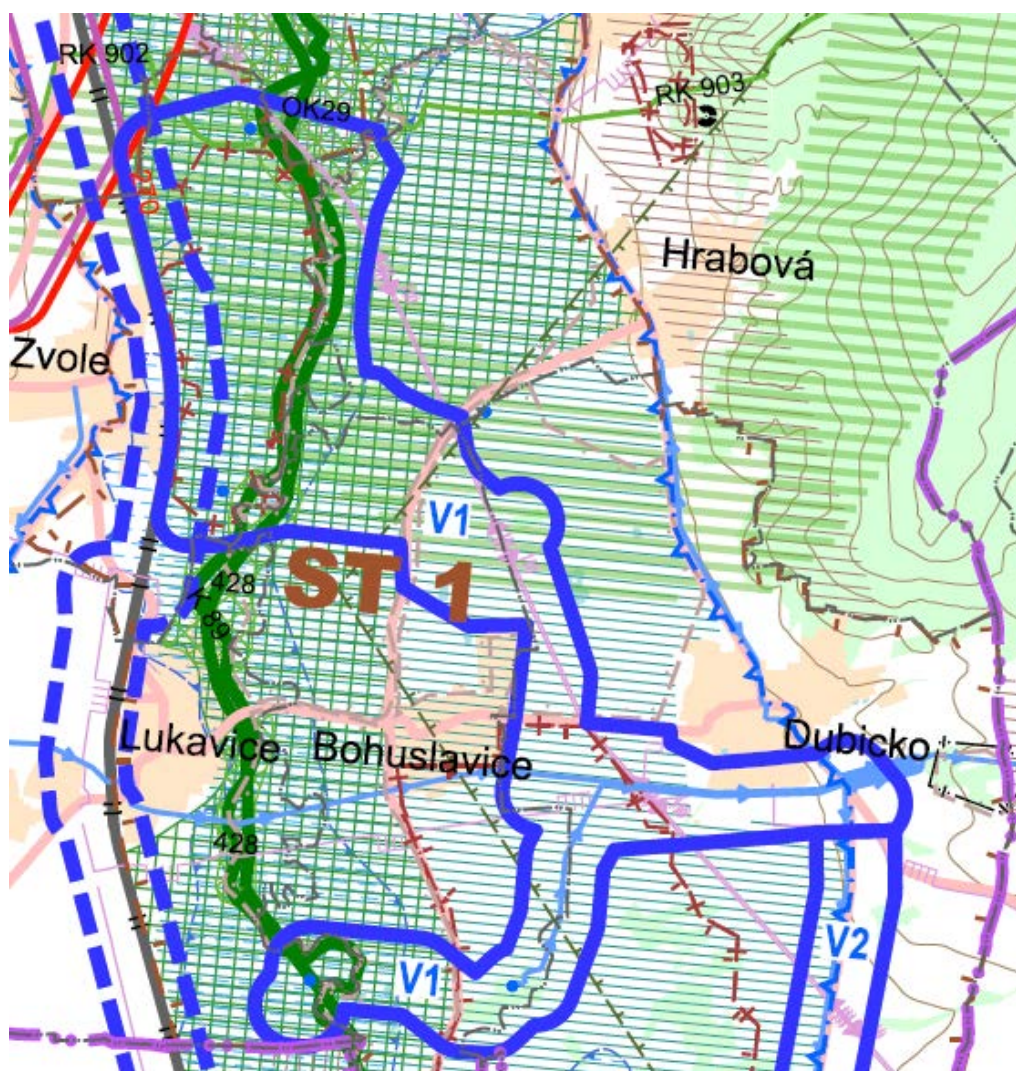 RK 902
OK29
RK 903
210
Hrabová
Zvole
V1
ST 1
428
K 89
Lukavice
Bohuslavice
Dubicko
428
V2
V1